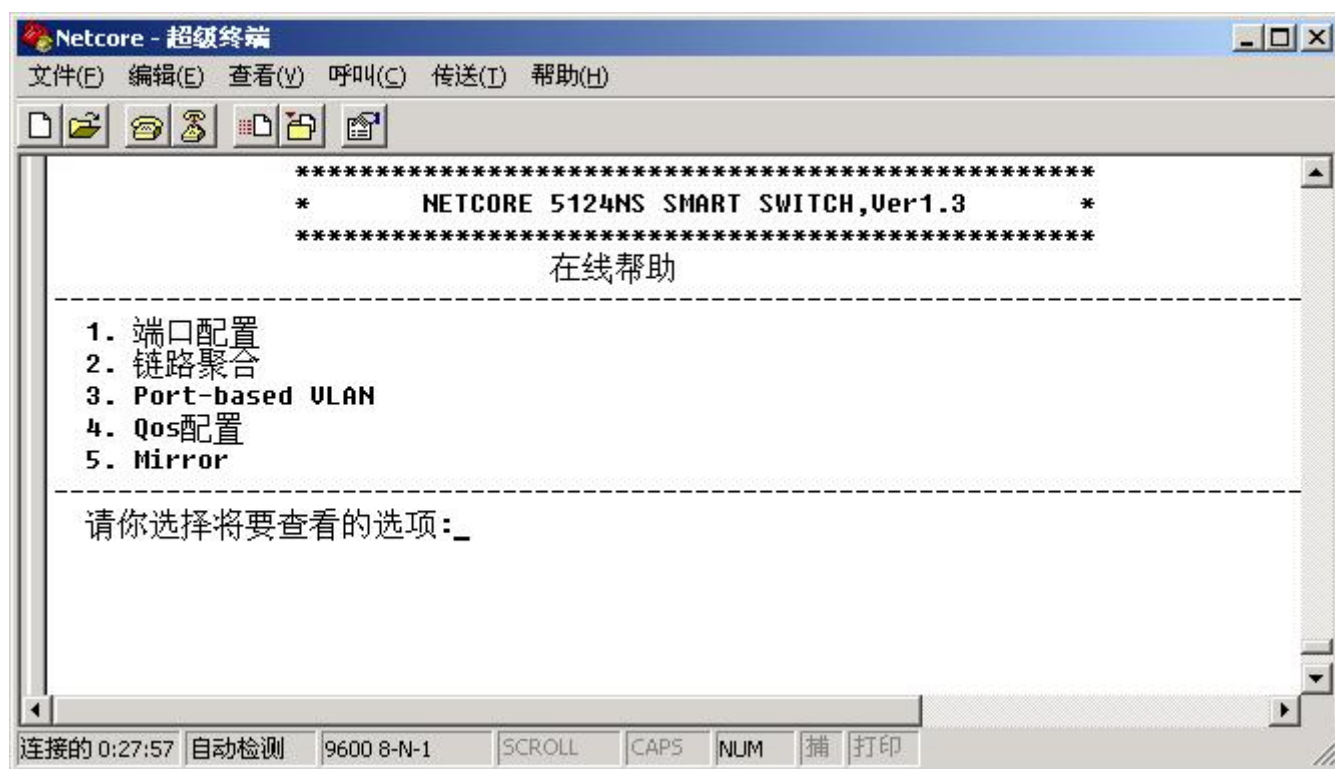 Netcore - 超级终端
文件(F) 编辑(E) 查看(V) 呼叫(C) 传送(T) 帮助(H)
**************************************************
* NETCORE 5124NS SMART SWITCH,Ver1.3 *
**************************************************
在线帮助
--------------------------------------------------------------------------------
1. 端口配置
2. 链路聚合
3. Port-based VLAN
4. Qos配置
5. Mirror
--------------------------------------------------------------------------------
请你选择将要查看的选项:_
连接的 0:27:57 自动检测 9600 8-N-1 SCROLL CAPS NUM 捕 打印